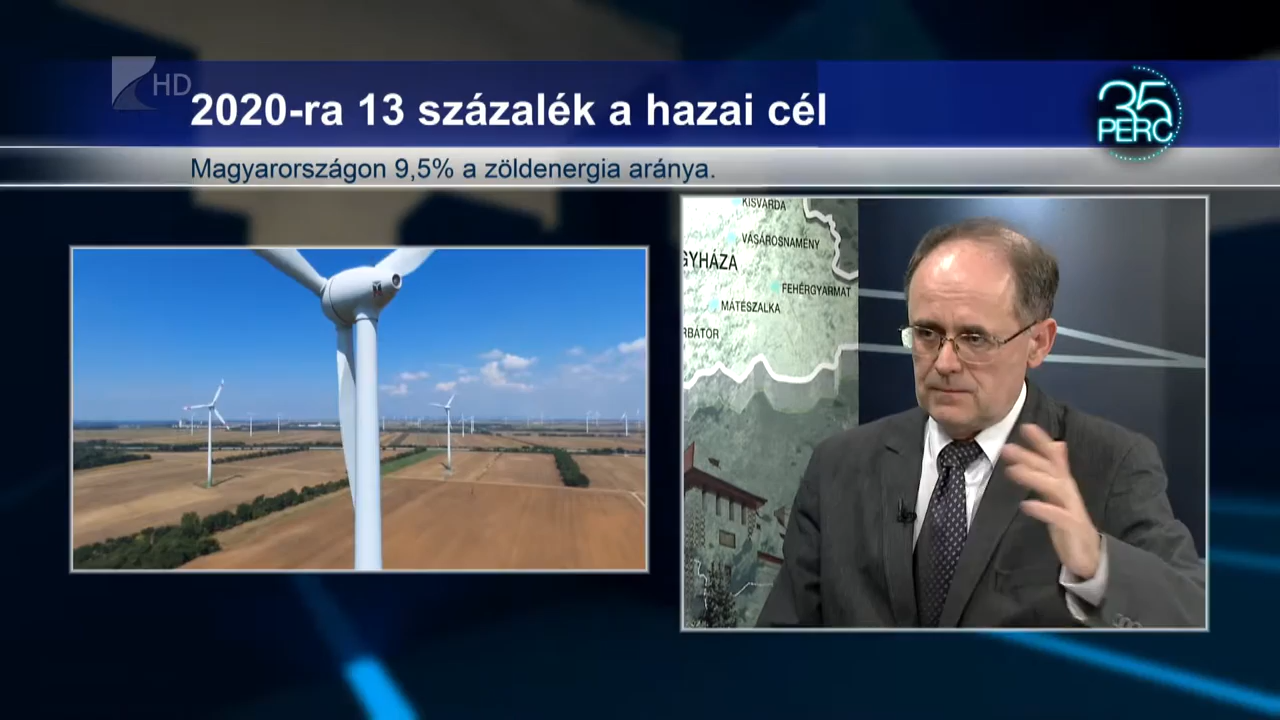 HD
2020-ra 13 százalék a hazai cél
35
PERC
Magyarországon 9,5% a zöldenergia aránya.
KISVÁRDA
VÁSÁROSNAMÉNY
GYHÁZA
FEHÉRGYARMAT
MÁTÉSZALKA
RBÁTOR